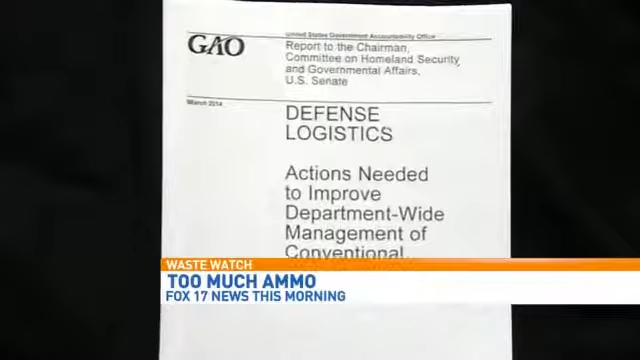 GAO
United States Government Accountability Office
Report to the Chairman,
Committee on Homeland Security
and Governmental Affairs,
U.S. Senate
March 2014
DEFENSE
LOGISTICS
Actions Needed
to Improve
Department-Wide
Management of
Conventional
WASTE WATCH
TOO MUCH AMMO
FOX 17 NEWS THIS MORNING